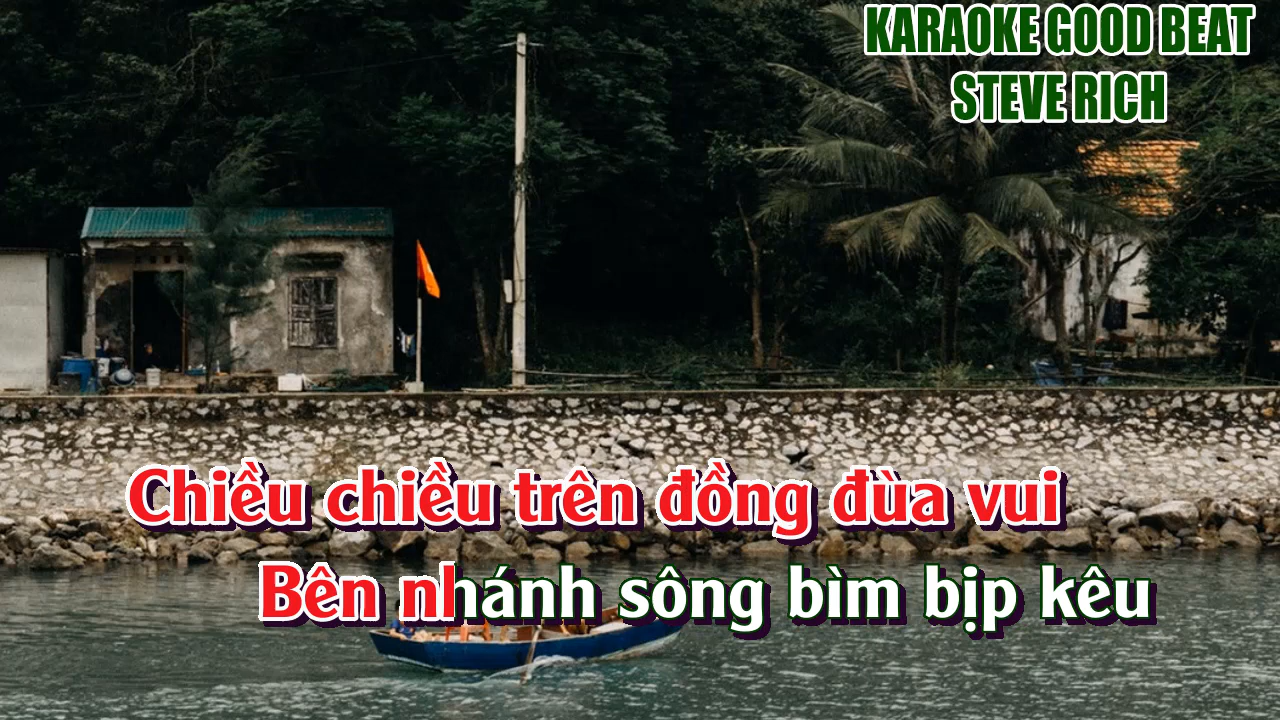 KARAOKE GOOD BEAT
STEVE RICH
Chiều chiều trên đồng đùa vui
Bên nhánh sông bìm bịp kêu